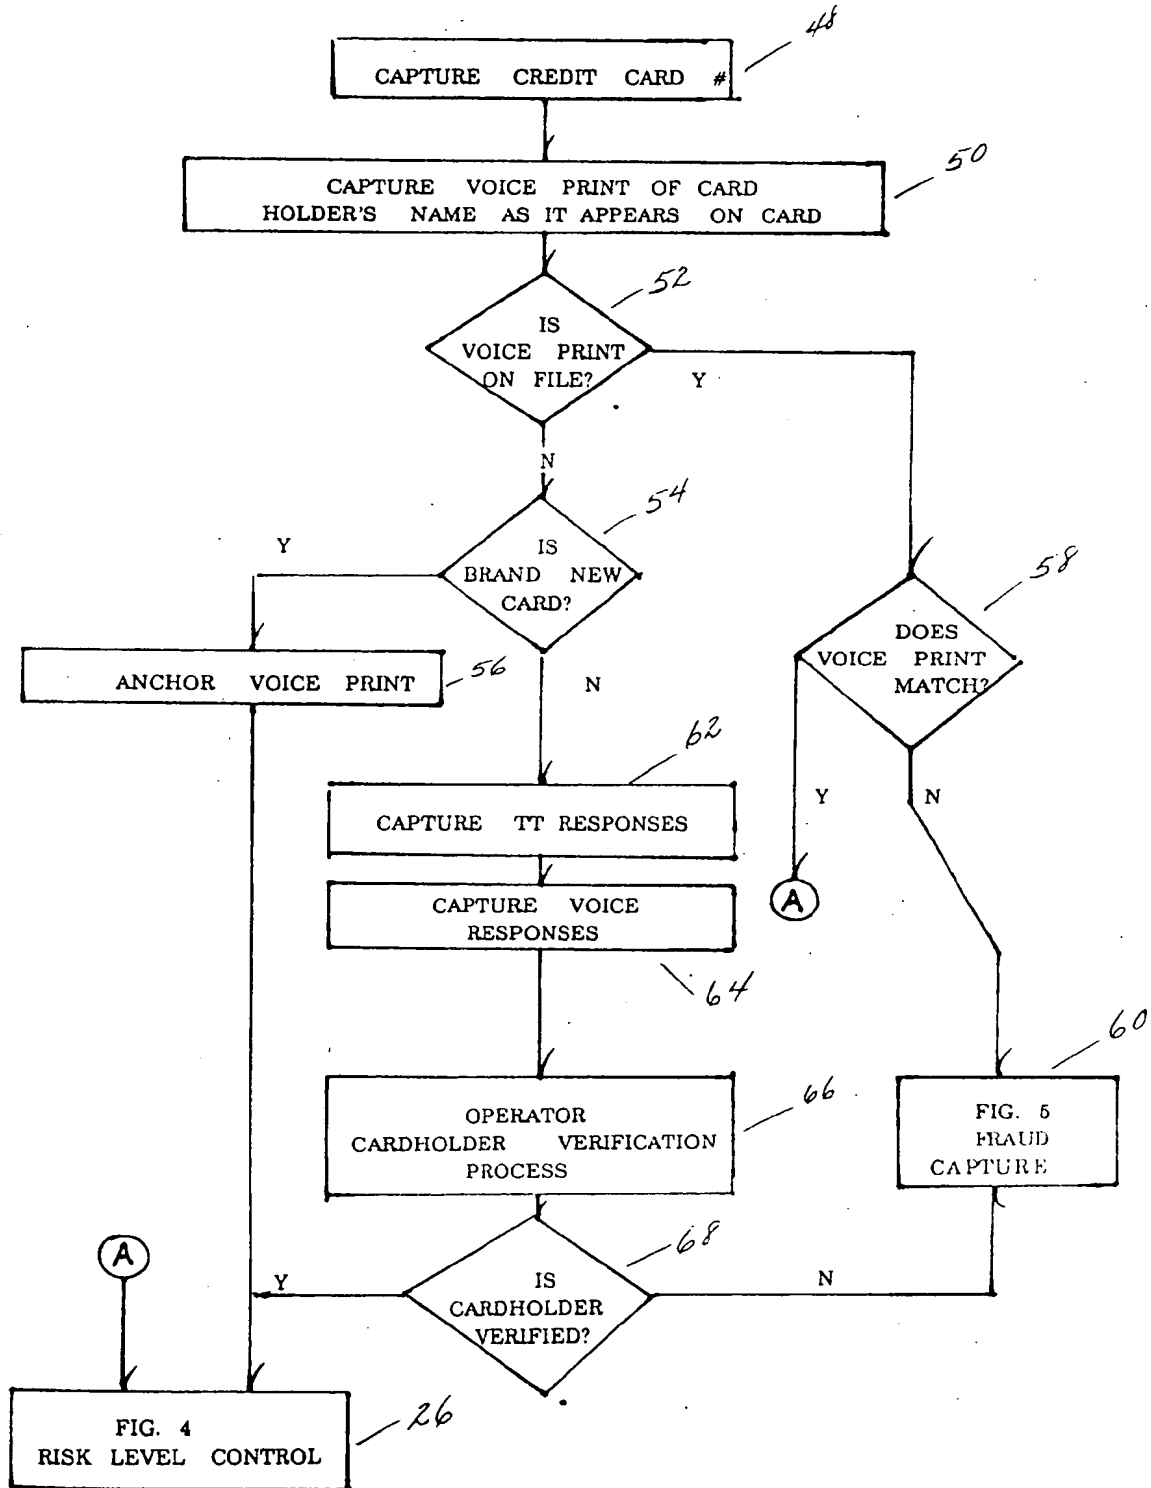 48
CAPTURE CREDIT CARD #
50
CAPTURE VOICE PRINT OF CARD
HOLDER'S NAME AS IT APPEARS ON CARD
52
IS
VOICE PRINT
ON FILE?
Y
N
54
IS
BRAND NEW
CARD?
Y
58
DOES
VOICE PRINT
MATCH?
ANCHOR VOICE PRINT
56
N
62
CAPTURE TT RESPONSES
Y
N
A
CAPTURE VOICE
RESPONSES
64
60
OPERATOR
CARDHOLDER VERIFICATION
PROCESS
66
FIG. 5
FRAUD
CAPTURE
68
A
IS
CARDHOLDER
VERIFIED?
Y
N
FIG. 4
RISK LEVEL CONTROL
26